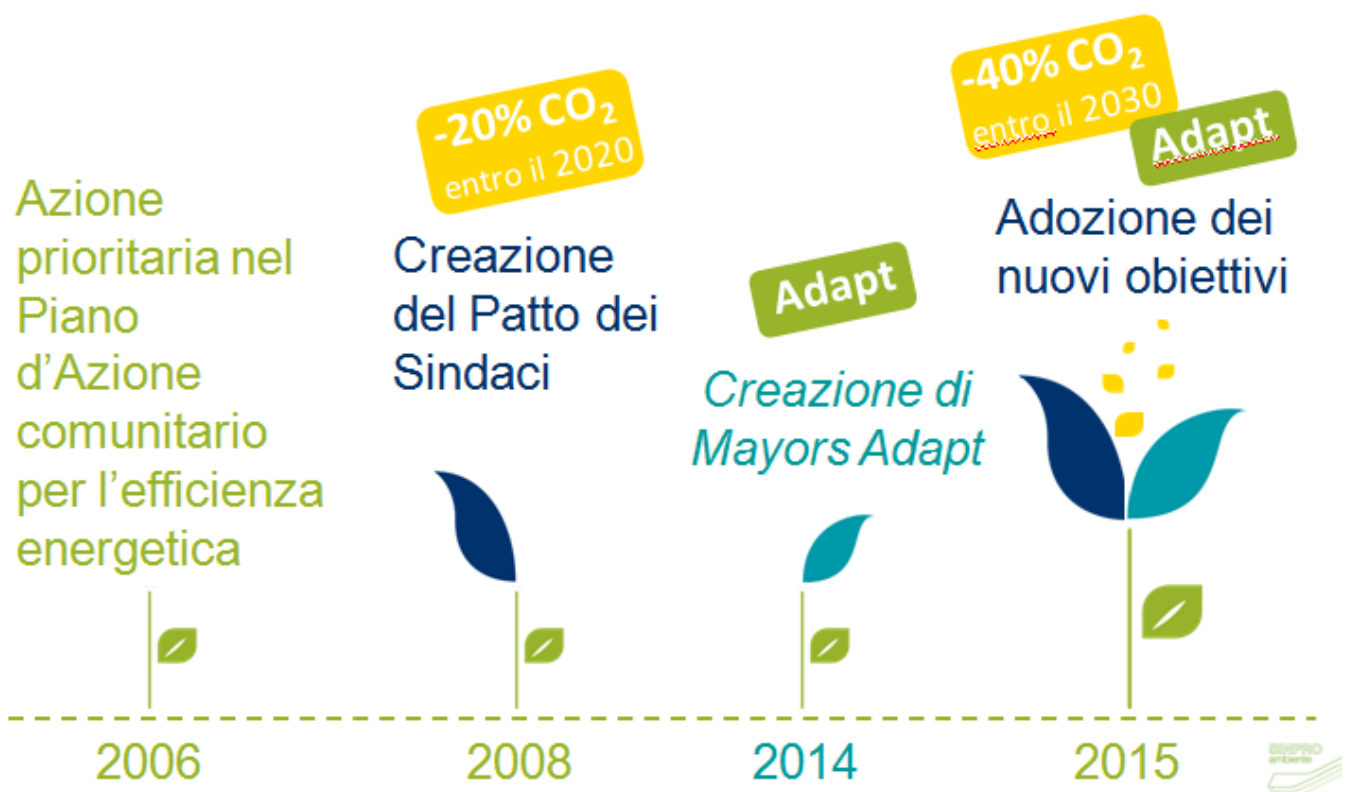 Azione
prioritaria nel
Piano
d’Azione
comunitario
per l’efficienza
energetica
-20% CO₂
entro il 2020
Creazione
del Patto dei
Sindaci
Adapt
Creazione di
Mayors Adapt
-40% CO₂
entro il 2030
Adapt
Adozione dei
nuovi obiettivi
2006
2008
2014
2015
SINPRO
ambiente